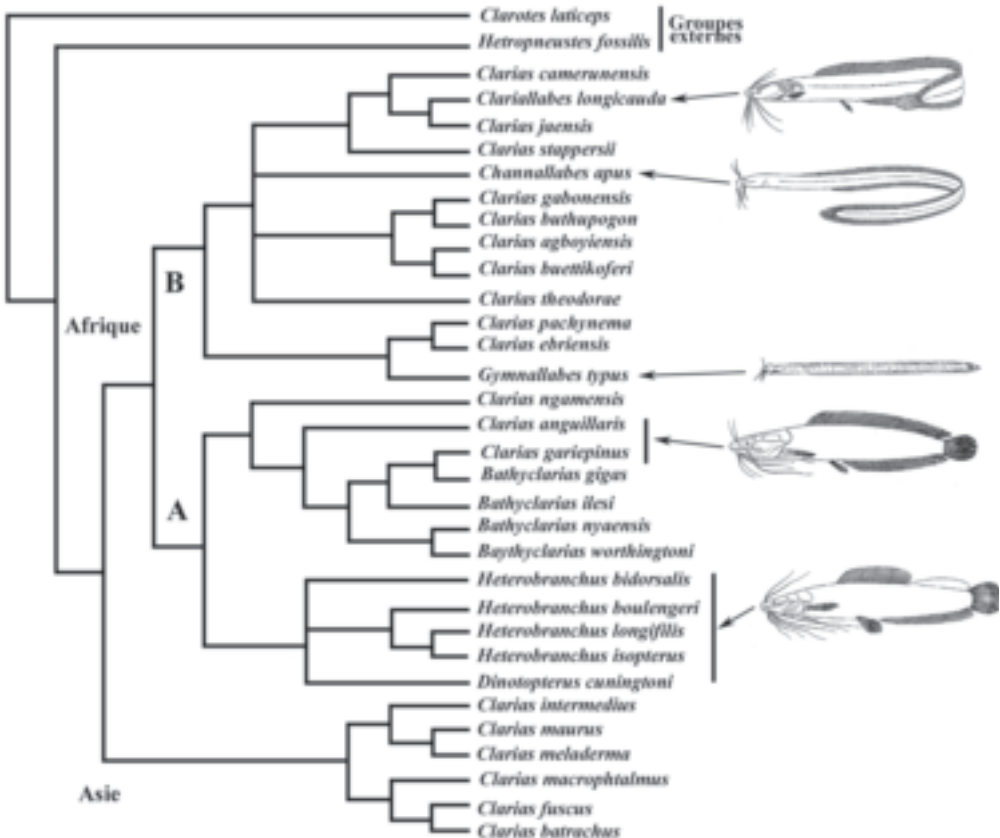 Clarotes laticeps
Groupes
externes
Hetropneustes fossilis
Clarias camerunensis
Clariallabes longicauda
Clarias jaensis
Clarias stappersii
Channallabes apus
Clarias gabonensis
Clarias buthupogon
Clarias agboyiensis
Clarias buettikoferi
B
Clarias theodorae
Afrique
Clarias pachynema
Clarias ebriensis
Gymnallabes typus
Clarias ngamensis
Clarias anguillaris
Clarias gariepinus
Bathyclarias gigas
A
Bathyclarias ilesi
Bathyclarias nyaensis
Baythyclarias worthingtoni
Heterobranchus bidorsalis
Heterobranchus boulengeri
Heterobranchus longifilis
Heterobranchus isopterus
Dinotopterus cuningtoni
Clarias intermedius
Clarias maurus
Clarias meladerma
Clarias macrophtalmus
Asie
Clarias fuscus
Clarias batrachus